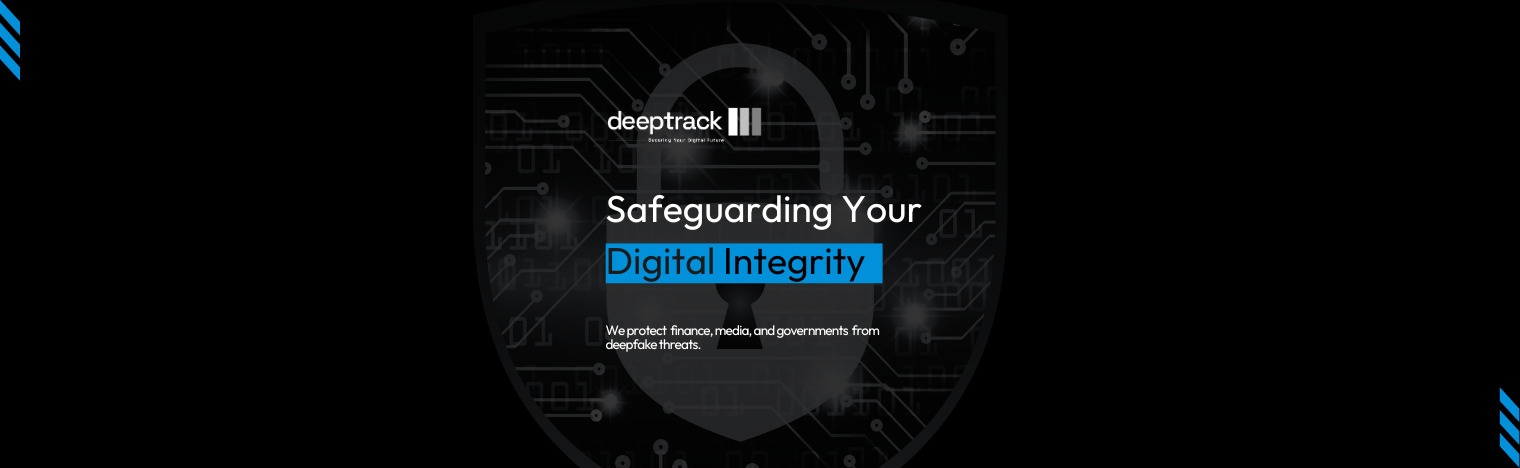 deeptrack
Securing Your Digital Future
Safeguarding Your
Digital Integrity
We protect finance, media, and governments from
deepfake threats.